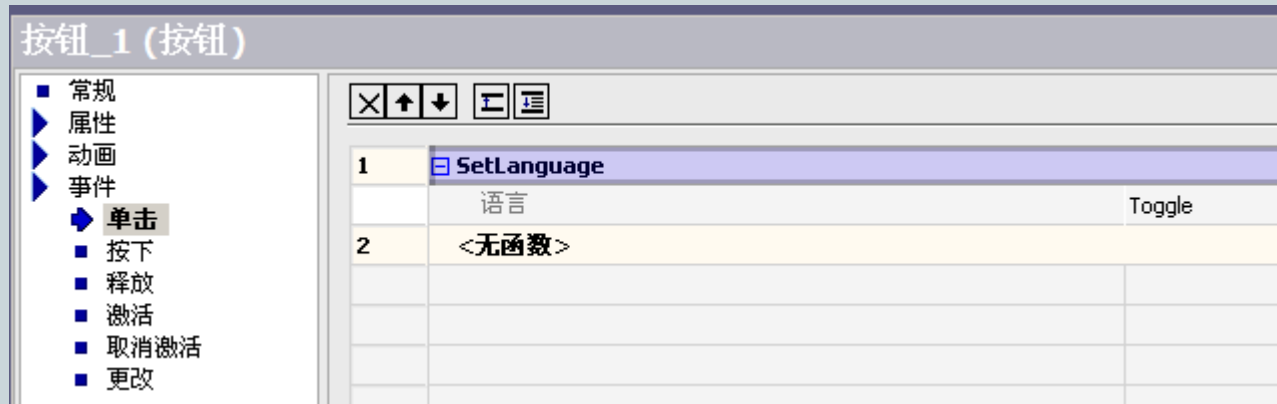 按钮_1 (按钮)
常规
属性
动画
事件
单击
按下
释放
激活
取消激活
更改
1 SetLanguage
语言 Toggle
2 <无函数>